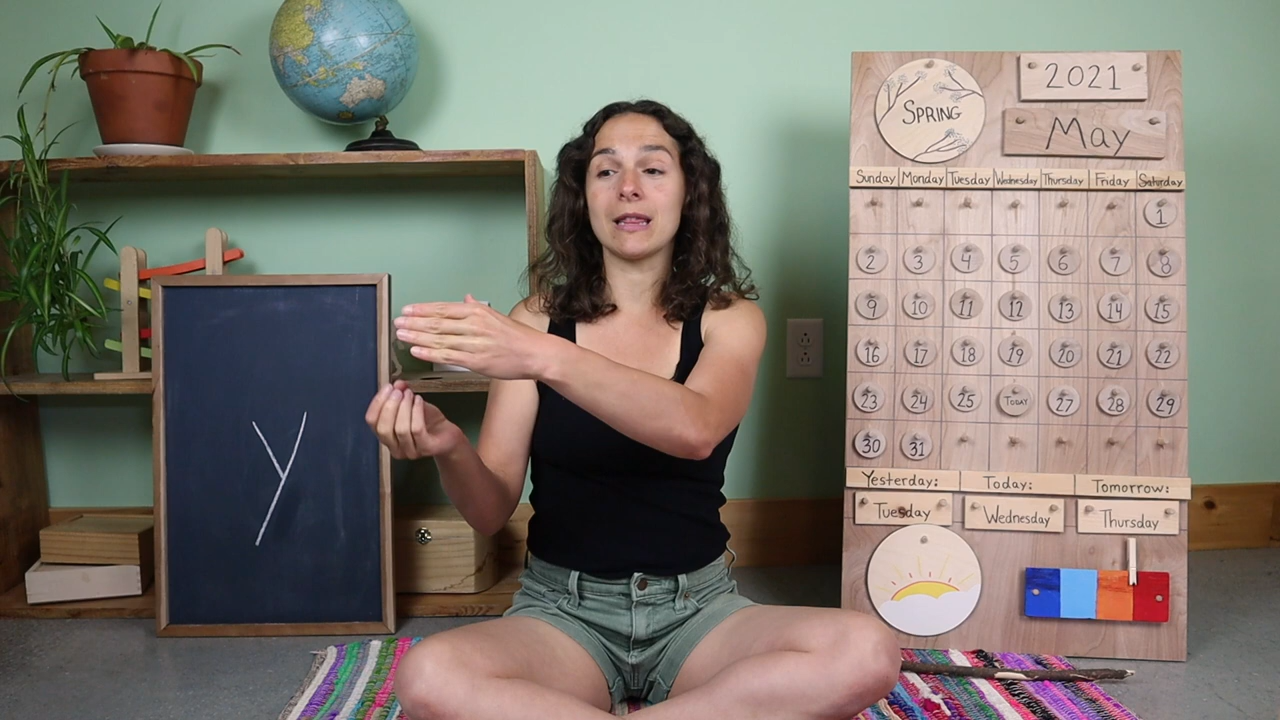 y
SPRING
2021
May
Sunday Monday Tuesday Wednesday Thursday Friday Saturday
1
2 3 4 5 6 7 8
9 10 11 12 13 14 15
16 17 18 19 20 21 22
23 24 25 TODAY 27 28 29
30 31
Yesterday: Today: Tomorrow:
Tuesday Wednesday Thursday